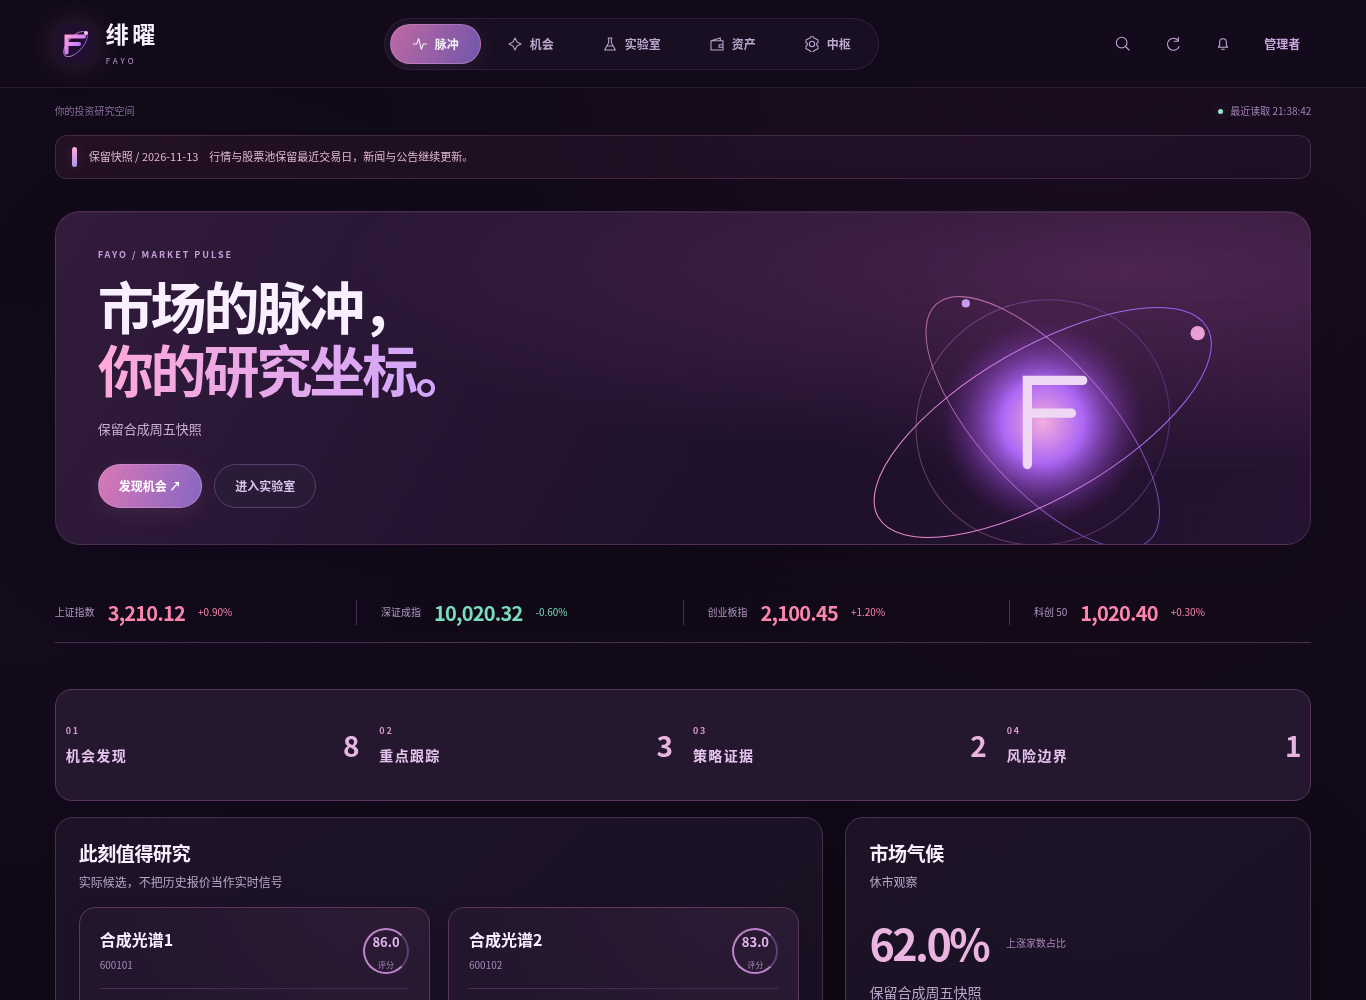 绯曜
FAYO
脉冲 机会 实验室 资产 中枢
管理者
你的投资研究空间
最近读取 21:38:42
保留快照 / 2026-11-13 行情与股票池保留最近交易日，新闻与公告继续更新。
FAYO / MARKET PULSE
市场的脉冲，
你的研究坐标。
保留合成周五快照
发现机会 ↗ 进入实验室
F
上证指数 3,210.12 +0.90% 深证成指 10,020.32 -0.60% 创业板指 2,100.45 +1.20% 科创 50 1,020.40 +0.30%
01
机会发现 8
02
重点跟踪 3
03
策略证据 2
04
风险边界 1
此刻值得研究
实际候选，不把历史报价当作实时信号
合成光谱1
600101
86.0
评分
合成光谱2
600102
83.0
评分
市场气候
休市观察
62.0% 上涨家数占比
保留合成周五快照